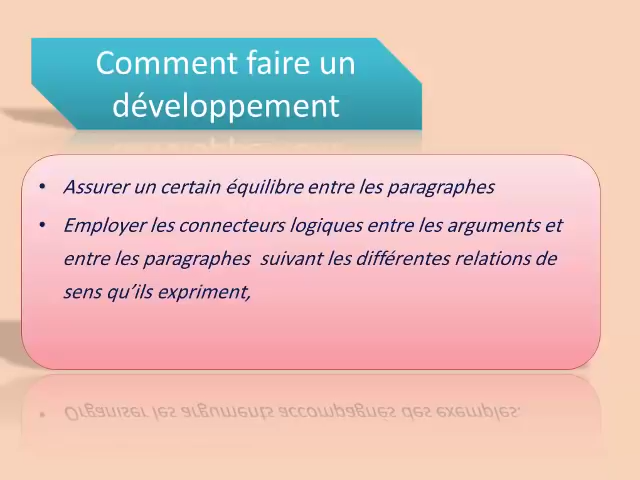 Comment faire un
développement
• Assurer un certain équilibre entre les paragraphes
• Employer les connecteurs logiques entre les arguments et
entre les paragraphes suivant les différentes relations de
sens qu'ils expriment,
• Organiser les arguments accompagnés des exemples.